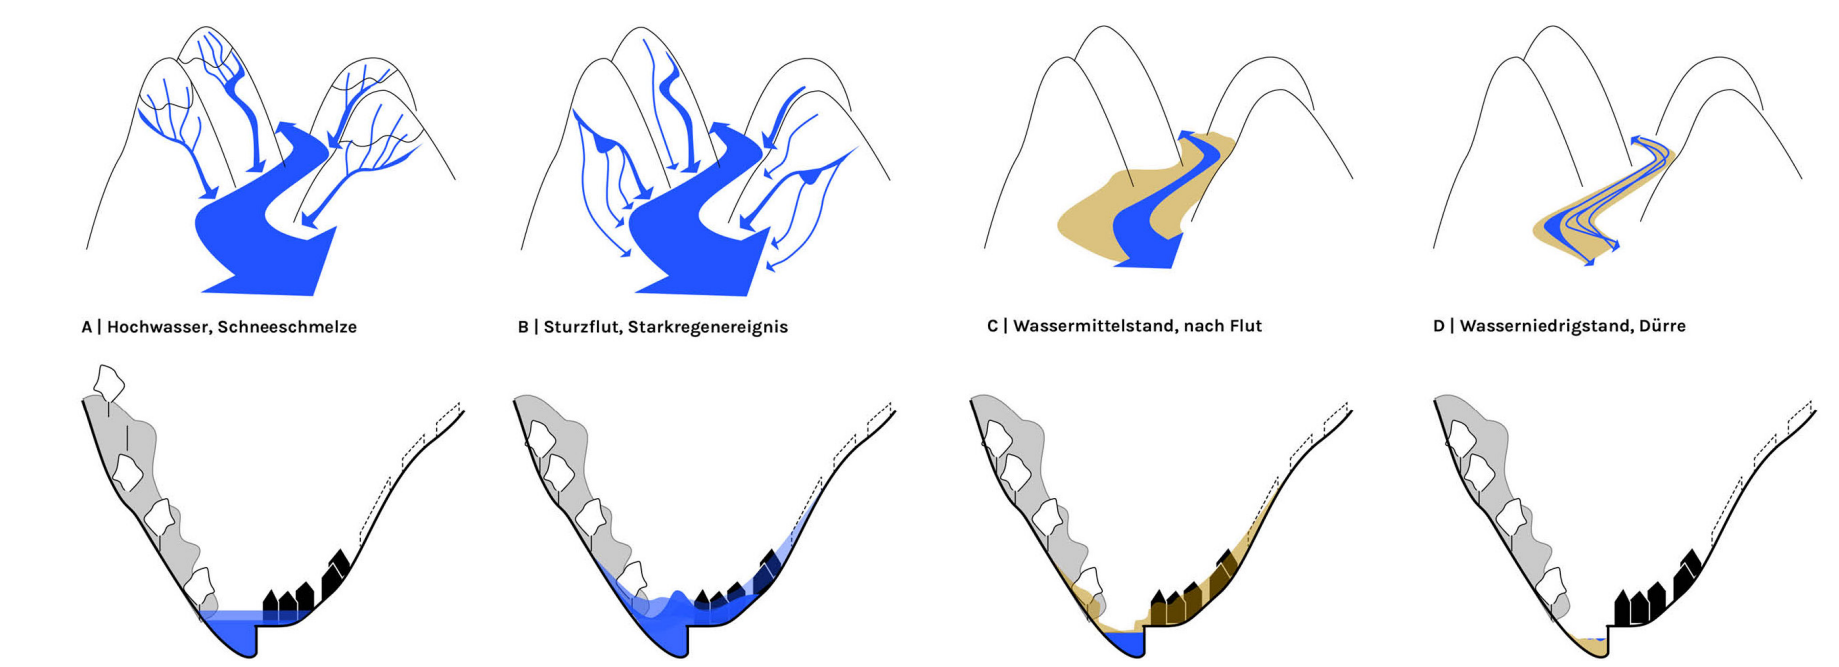 A | Hochwasser, Schneeschmelze
B | Sturzflut, Starkregenereignis
C | Wassermittelstand, nach Flut
D | Wasserniedrigstand, Dürre